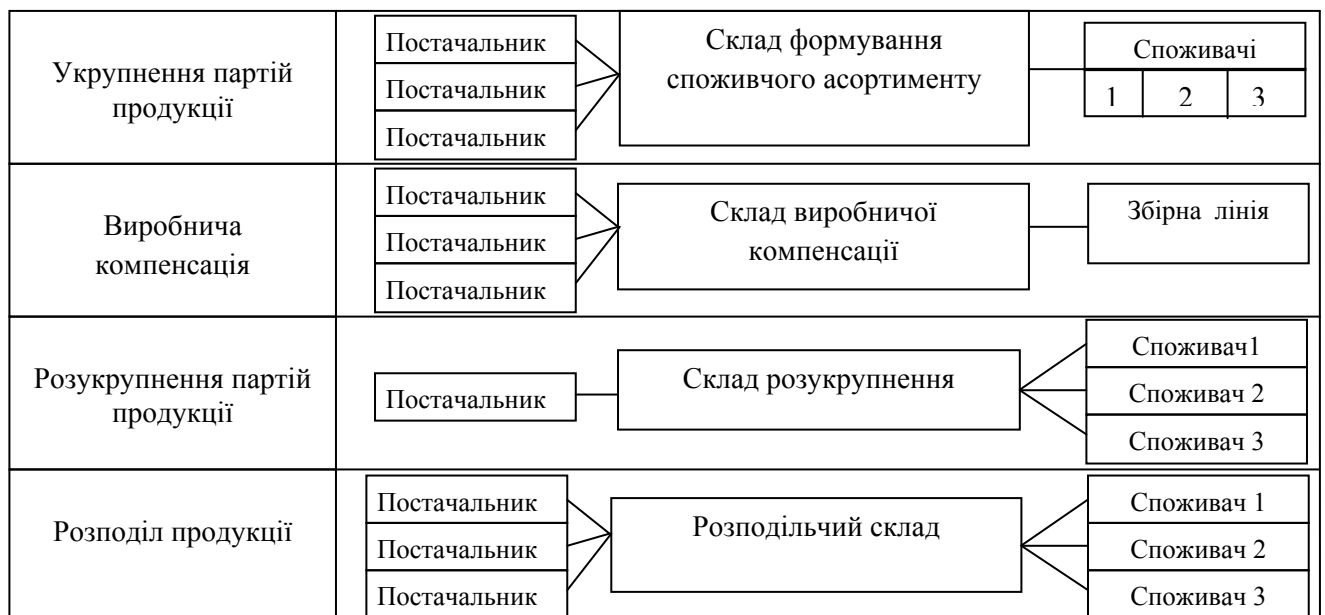 Укрупнення партій
продукції
Постачальник
Постачальник
Постачальник
Склад формування
споживчого асортименту
Споживачі
1 2 3
Виробнича
компенсація
Постачальник
Постачальник
Постачальник
Склад виробничої
компенсації
Збірна лінія
Розукрупнення партій
продукції
Постачальник
Склад розукрупнення
Споживач1
Споживач 2
Споживач 3
Розподіл продукції
Постачальник
Постачальник
Постачальник
Розподільчий склад
Споживач 1
Споживач 2
Споживач 3